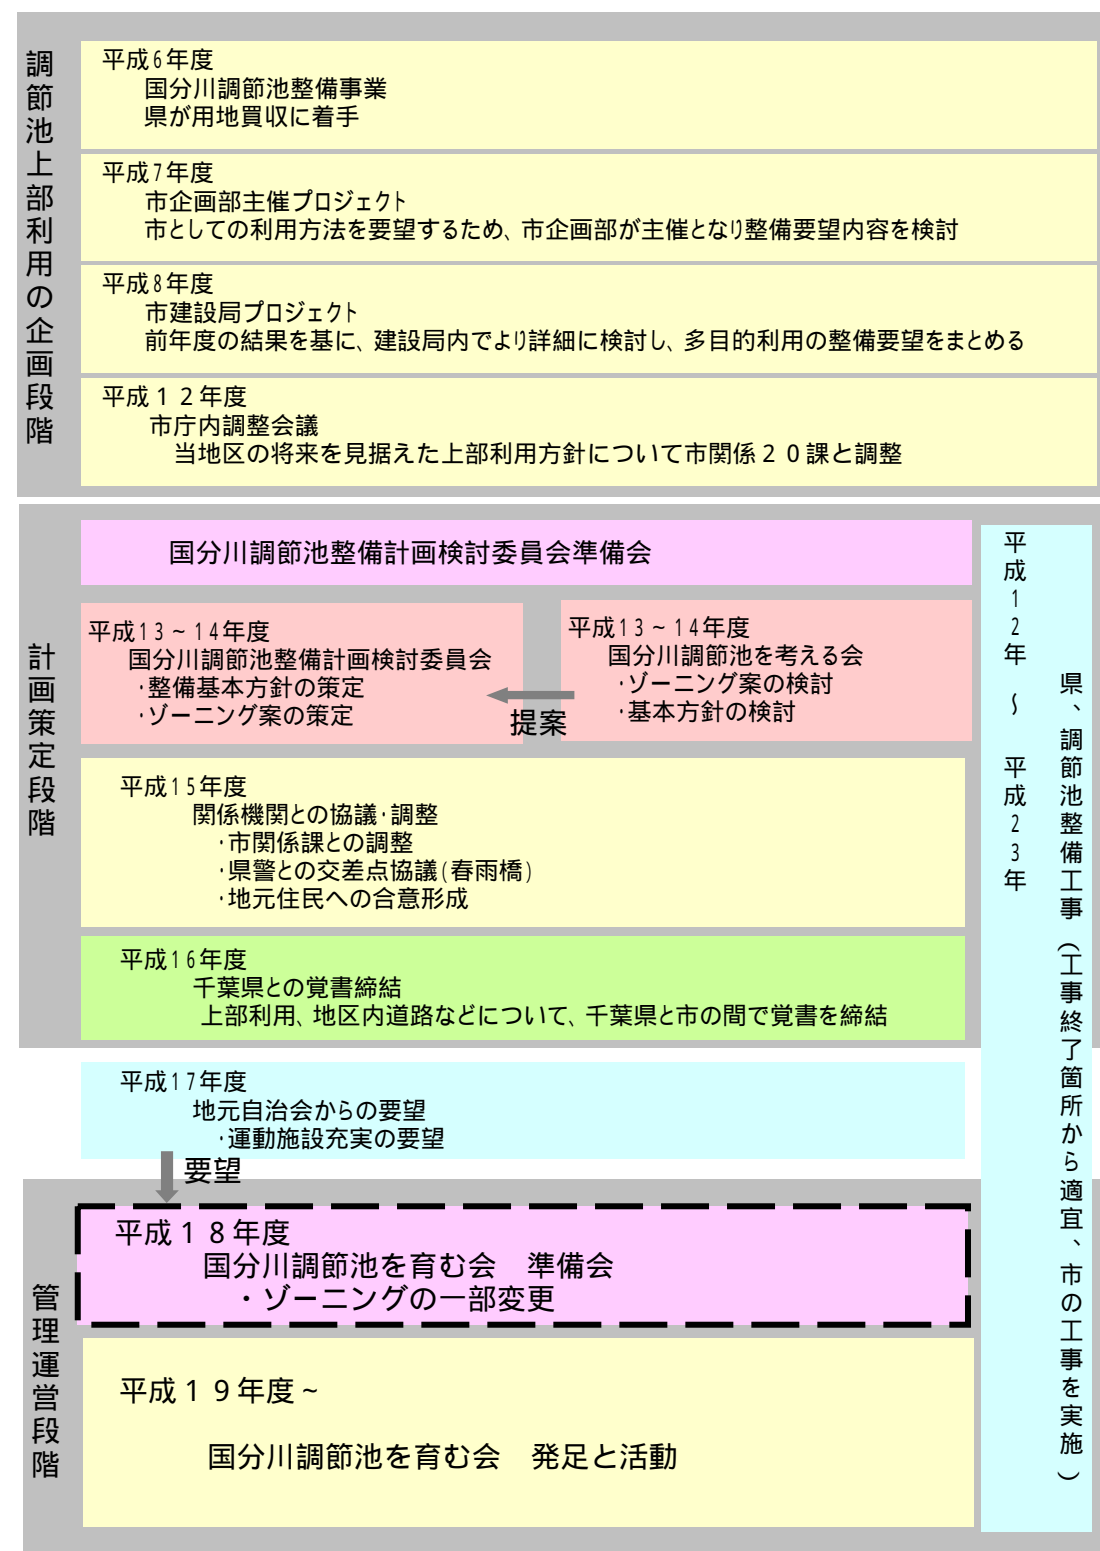 調節池上部利用の企画段階
平成6年度
国分川調節池整備事業
県が用地買収に着手
平成7年度
市企画部主催プロジェクト
市としての利用方法を要望するため、市企画部が主催となり整備要望内容を検討
平成8年度
市建設局プロジェクト
前年度の結果を基に、建設局内でより詳細に検討し、多目的利用の整備要望をまとめる
平成12年度
市庁内調整会議
当地区の将来を見据えた上部利用方針について市関係20課と調整
計画策定段階
国分川調節池整備計画検討委員会準備会
平成13~14年度
国分川調節池整備計画検討委員会
・整備基本方針の策定
・ゾーニング案の策定
提案
平成13~14年度
国分川調節池を考える会
・ゾーニング案の検討
・基本方針の検討
平成15年度
関係機関との協議・調整
・市関係課との調整
・県警との交差点協議(春雨橋)
・地元住民への合意形成
平成16年度
千葉県との覚書締結
上部利用、地区内道路などについて、千葉県と市の間で覚書を締結
平成17年度
地元自治会からの要望
・運動施設充実の要望
要望
管理運営段階
平成18年度
国分川調節池を育む会 準備会
・ゾーニングの一部変更
平成19年度~
国分川調節池を育む会 発足と活動
平成12年 ~ 平成23年
県、調節池整備工事(工事終了箇所から適宜、市の工事を実施)